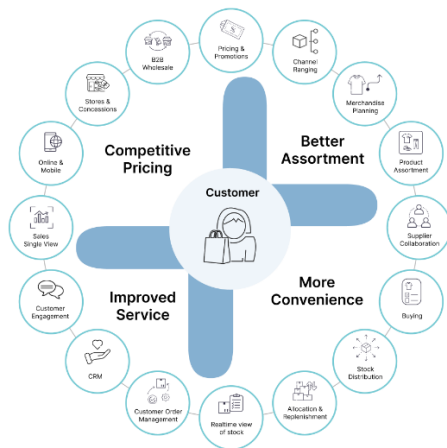 Pricing &
Promotions
Channel
Ranging
Merchandise
Planning
Product
Assortment
Supplier
Collaboration
Buying
Stock
Distribution
Allocation &
Replenishment
Realtime view
of stock
Customer Order
Management
CRM
Customer
Engagement
Sales
Single View
Online &
Mobile
Stores &
Concessions
B2B
Wholesale
Competitive
Pricing
Better
Assortment
Customer
Improved
Service
More
Convenience